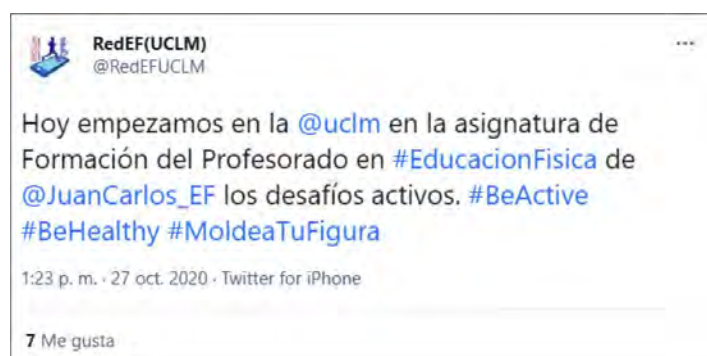 RedEF(UCLM)
@RedEFUCLM
Hoy empezamos en la @uclm en la asignatura de
Formación del Profesorado en #EducacionFisica de
@JuanCarlos_EF los desafíos activos. #BeActive
#BeHealthy #MoldeaTuFigura
1:23 p. m. · 27 oct. 2020 · Twitter for iPhone
7 Me gusta